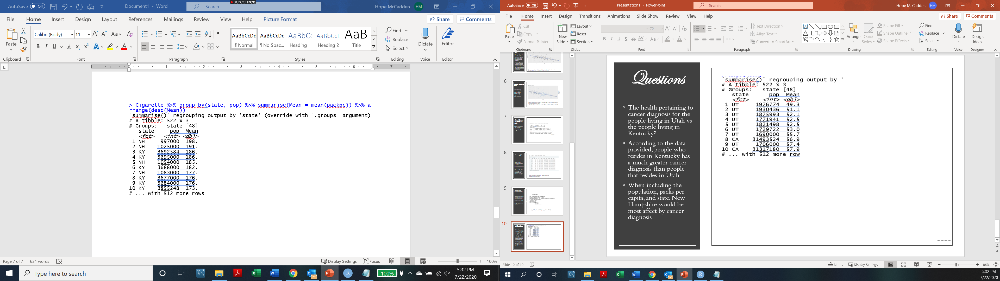 AutoSave Off Document1 - Word Search Hope McCadden HM
screenrec
File Home Insert Design Layout References Mailings Review View Help Picture Format Share Comments
Calibri (Body) 11 Aa
Paste
B I U ab x₂ x² A A
AaBbCcDc AaBbCcDc AaBbCc AaBbCcE AaB
¶ Normal ¶ No Spac... Heading 1 Heading 2 Title
Find
Replace
Select
Dictate
Editor
Clipboard Font Paragraph Styles Editing Voice Editor
1 1 2 3 4 5 6 7
> Cigarette %>% group_by(state, pop) %>% summarise(Mean = mean(packpc)) %>% a
rrange(desc(Mean))
`summarise()` regrouping output by 'state' (override with `.groups` argument)
# A tibble: 522 x 3
# Groups: state [48]
state pop Mean
<fct> <int> <dbl>
1 NH 997000 198.
2 NH 1025000 191.
3 KY 3692584 186.
4 KY 3695000 186.
5 NH 1054000 185.
6 KY 3688000 182.
7 NH 1083000 177.
8 KY 3677000 176.
9 KY 3684000 176.
10 KY 3855248 173.
# ... with 512 more rows
Page 7 of 7 631 words Display Settings Focus 100%
Type here to search 100% 5:32 PM
7/22/2020
AutoSave Off Presentation1 - PowerPoint Search Hope McCadden HM
File Home Insert Design Transitions Animations Slide Show Review View Help Share Comments
Paste
Cut
Copy
Format Painter
New
Slide
Layout
Reset
Section
72
B I U S ab AV Aa A
Text Direction
Align Text
Convert to SmartArt
Arrange
Quick
Styles
Shape Fill
Shape Outline
Shape Effects
Find
Replace
Select
Dictate
Design
Ideas
Clipboard Slides Font Paragraph Drawing Editing Voice Designer
6
7
8
9
10
Questions
The health pertaining to
cancer diagnosis for the
people living in Utah vs
the people living in
Kentucky?
According to the data
provided, people who
resides in Kentucky has
a much greater cancer
diagnosis than people
that resides in Utah.
When including the
population, packs per
capita, and state. New
Hampshire would be
most affect by cancer
diagnosis
`summarise()` regrouping output by '
# A tibble: 522 x 3
# Groups: state [48]
state pop Mean
<fct> <int> <dbl>
1 UT 1976774 49.3
2 UT 1930436 51.1
3 UT 1875993 52.1
4 UT 1771941 52.5
5 UT 1821498 52.5
6 UT 1729722 53.0
7 UT 1690000 55.7
8 CA 31493524 56.9
9 UT 1706000 57.4
10 CA 31317180 57.9
# ... with 512 more row
Slide 10 of 10 Notes Display Settings 86%
5:32 PM
7/22/2020